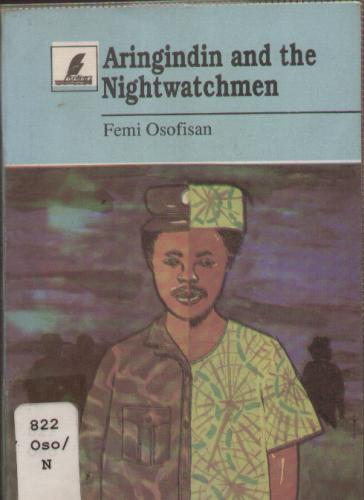 Aringindin and the
Nightwatchmen
Femi Osofisan
822
Oso/
N